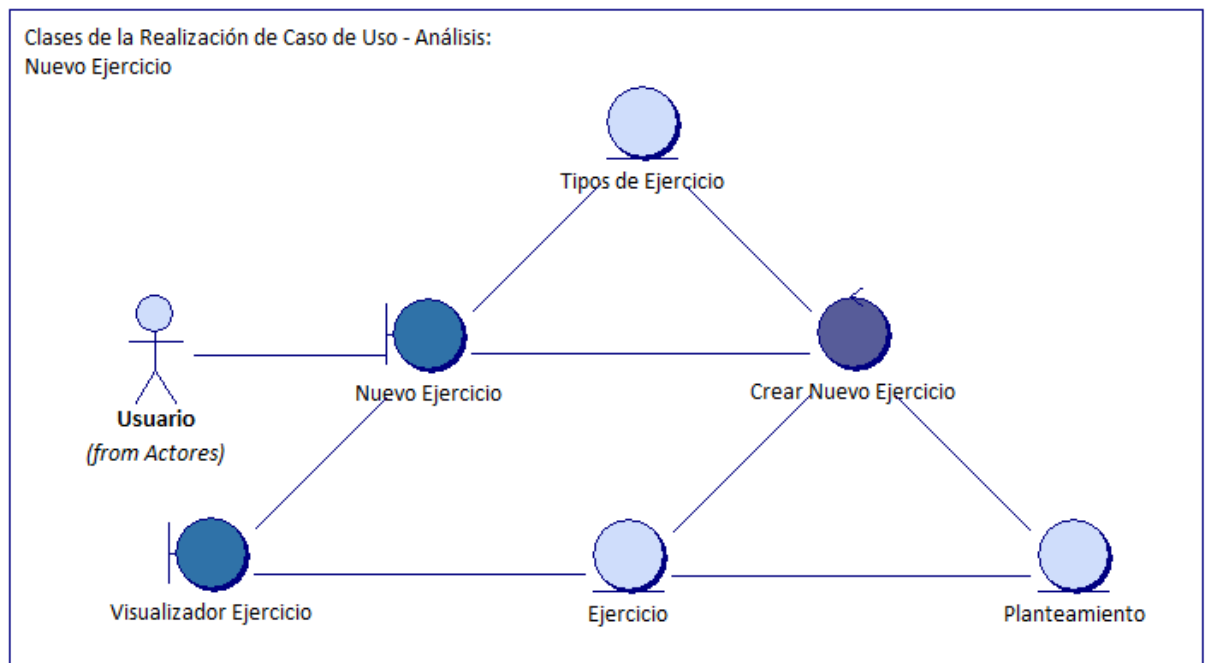 Clases de la Realización de Caso de Uso - Análisis:
Nuevo Ejercicio
Tipos de Ejercicio
Nuevo Ejercicio
Crear Nuevo Ejercicio
Usuario
(from Actores)
Visualizador Ejercicio
Ejercicio
Planteamiento